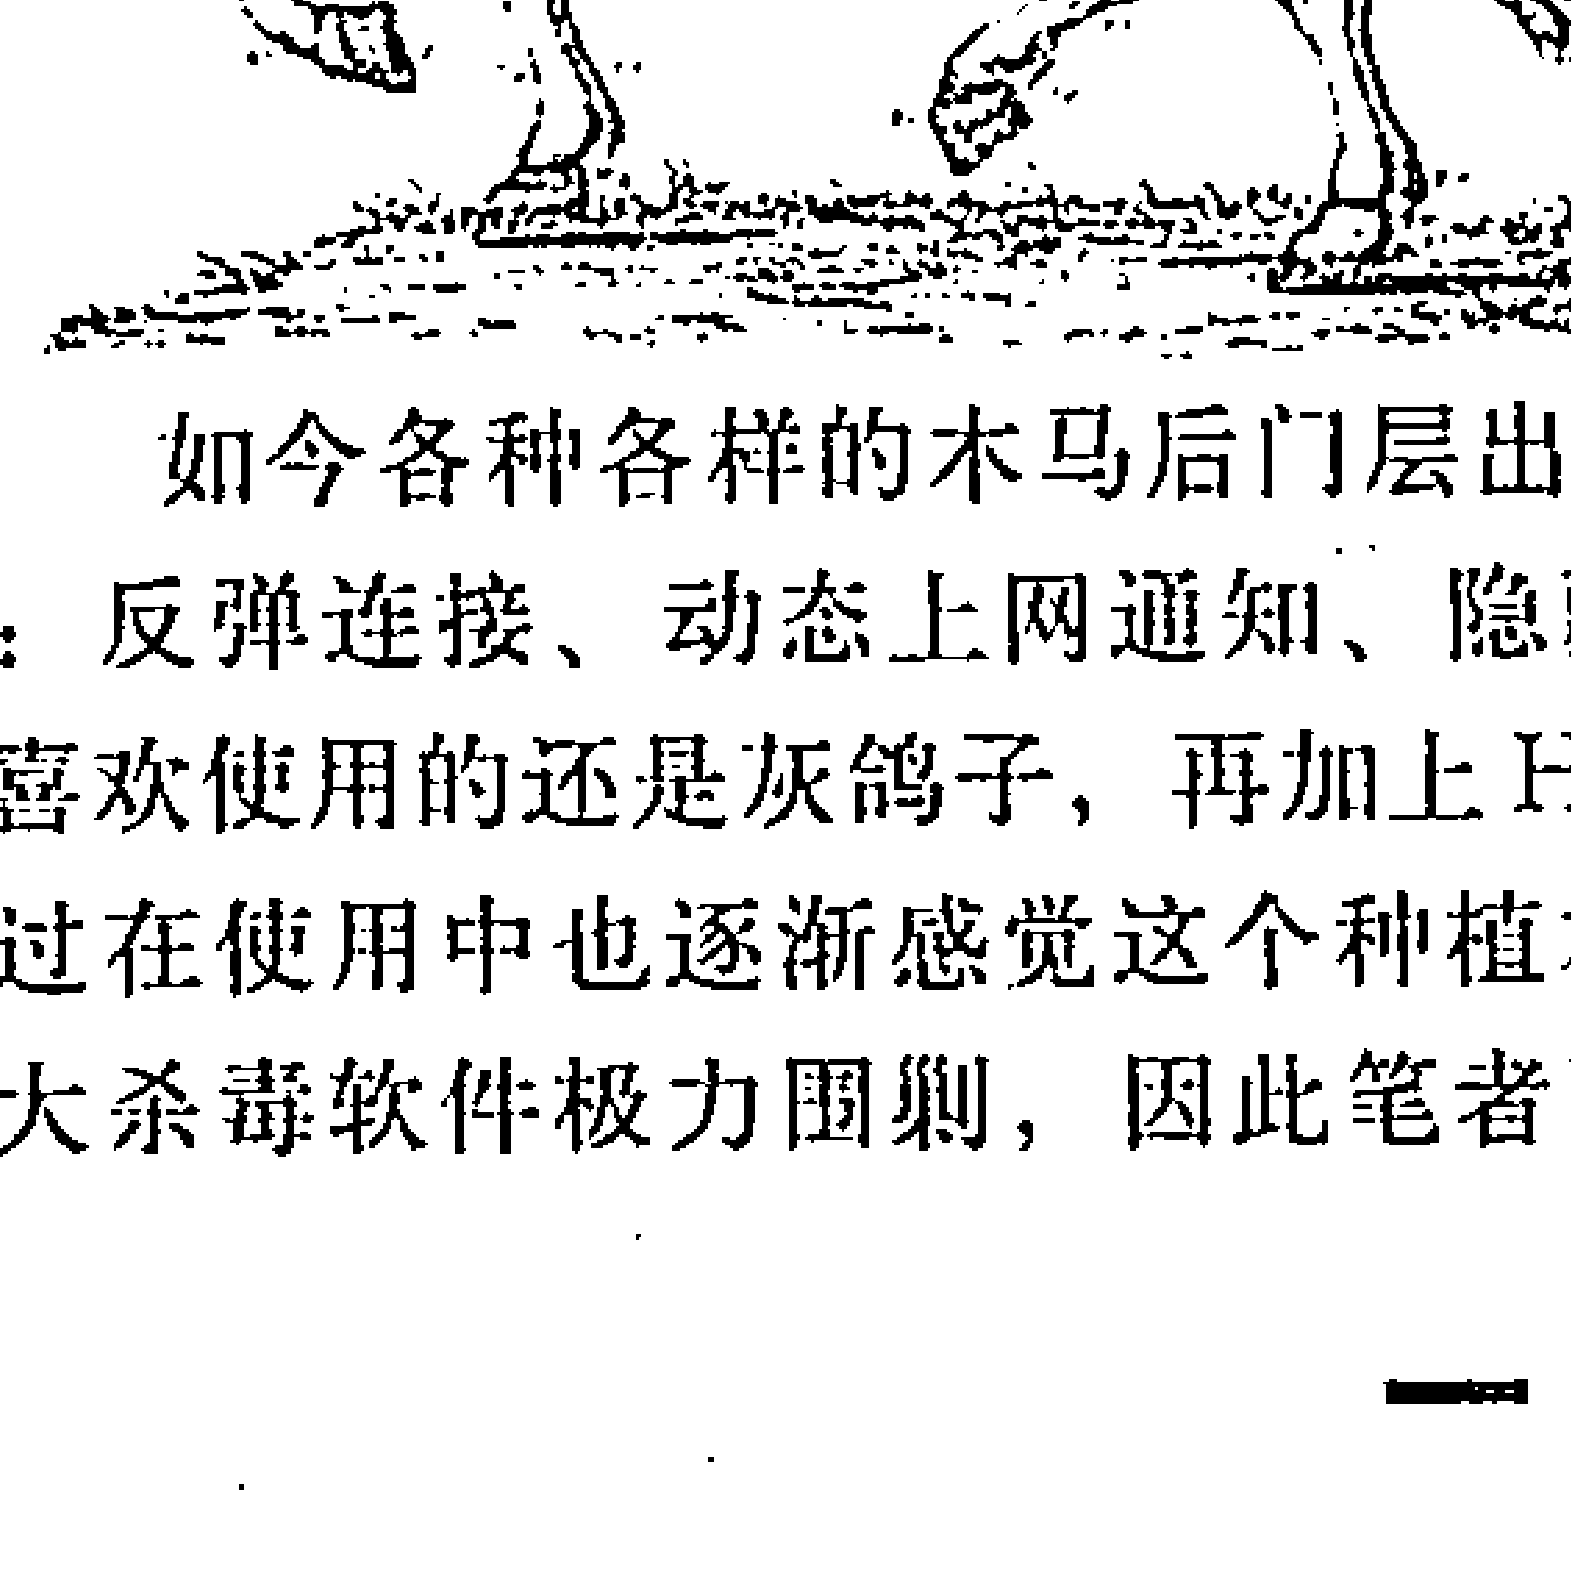 如今各种各样的木马后门层出
：反弹连接、动态上网通知、隐
喜欢使用的还是灰鸽子，再加上 H
过在使用中也逐渐感觉这个种植
大杀毒软件极力围剿，因此笔者